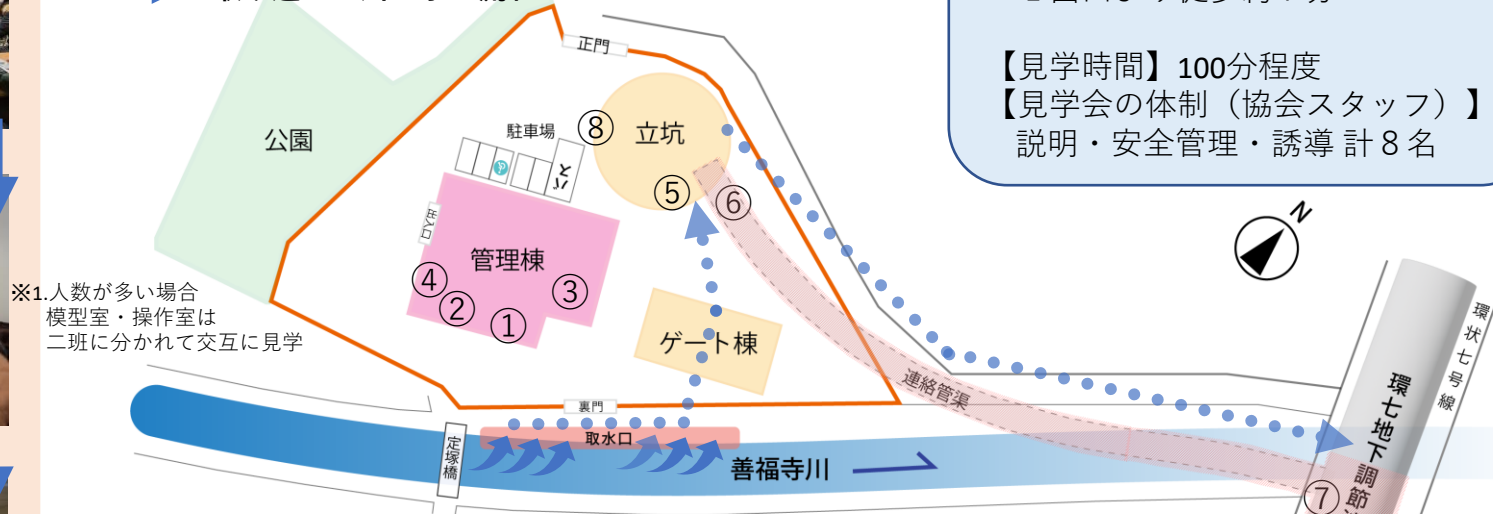 【見学時間】100分程度
【見学会の体制（協会スタッフ）】
説明・安全管理・誘導 計８名
正門
公園
駐車場
⑧
立坑
バス
⑤
⑥
出入口
管理棟
④
②
①
③
N
※1.人数が多い場合
模型室・操作室は
二班に分かれて交互に見学
ゲート棟
連絡管渠
環状七号線
環七地下調節
裏門
取水口
定塚橋
善福寺川
⑦